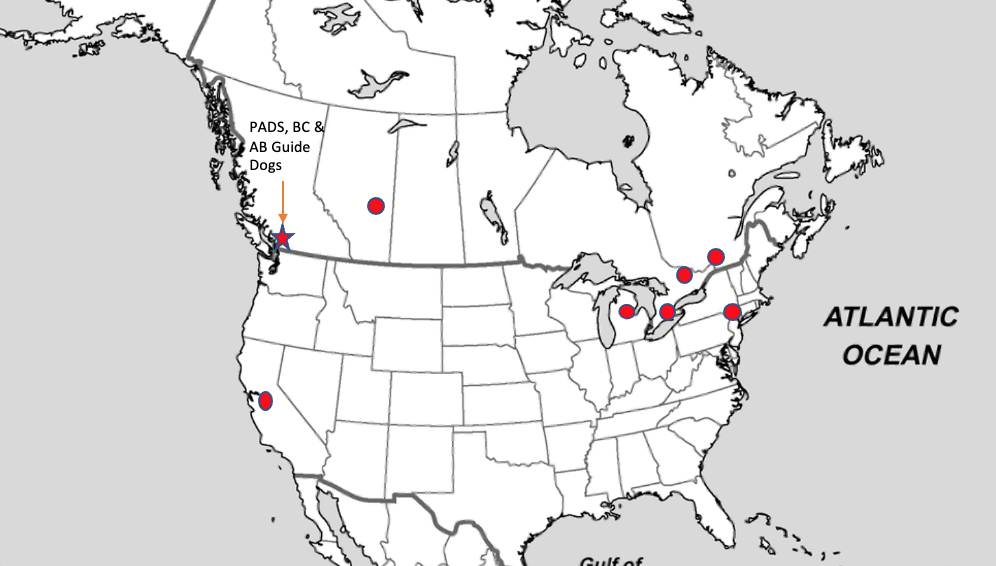 PADS, BC &
AB Guide
Dogs
ATLANTIC
OCEAN
Gulf of